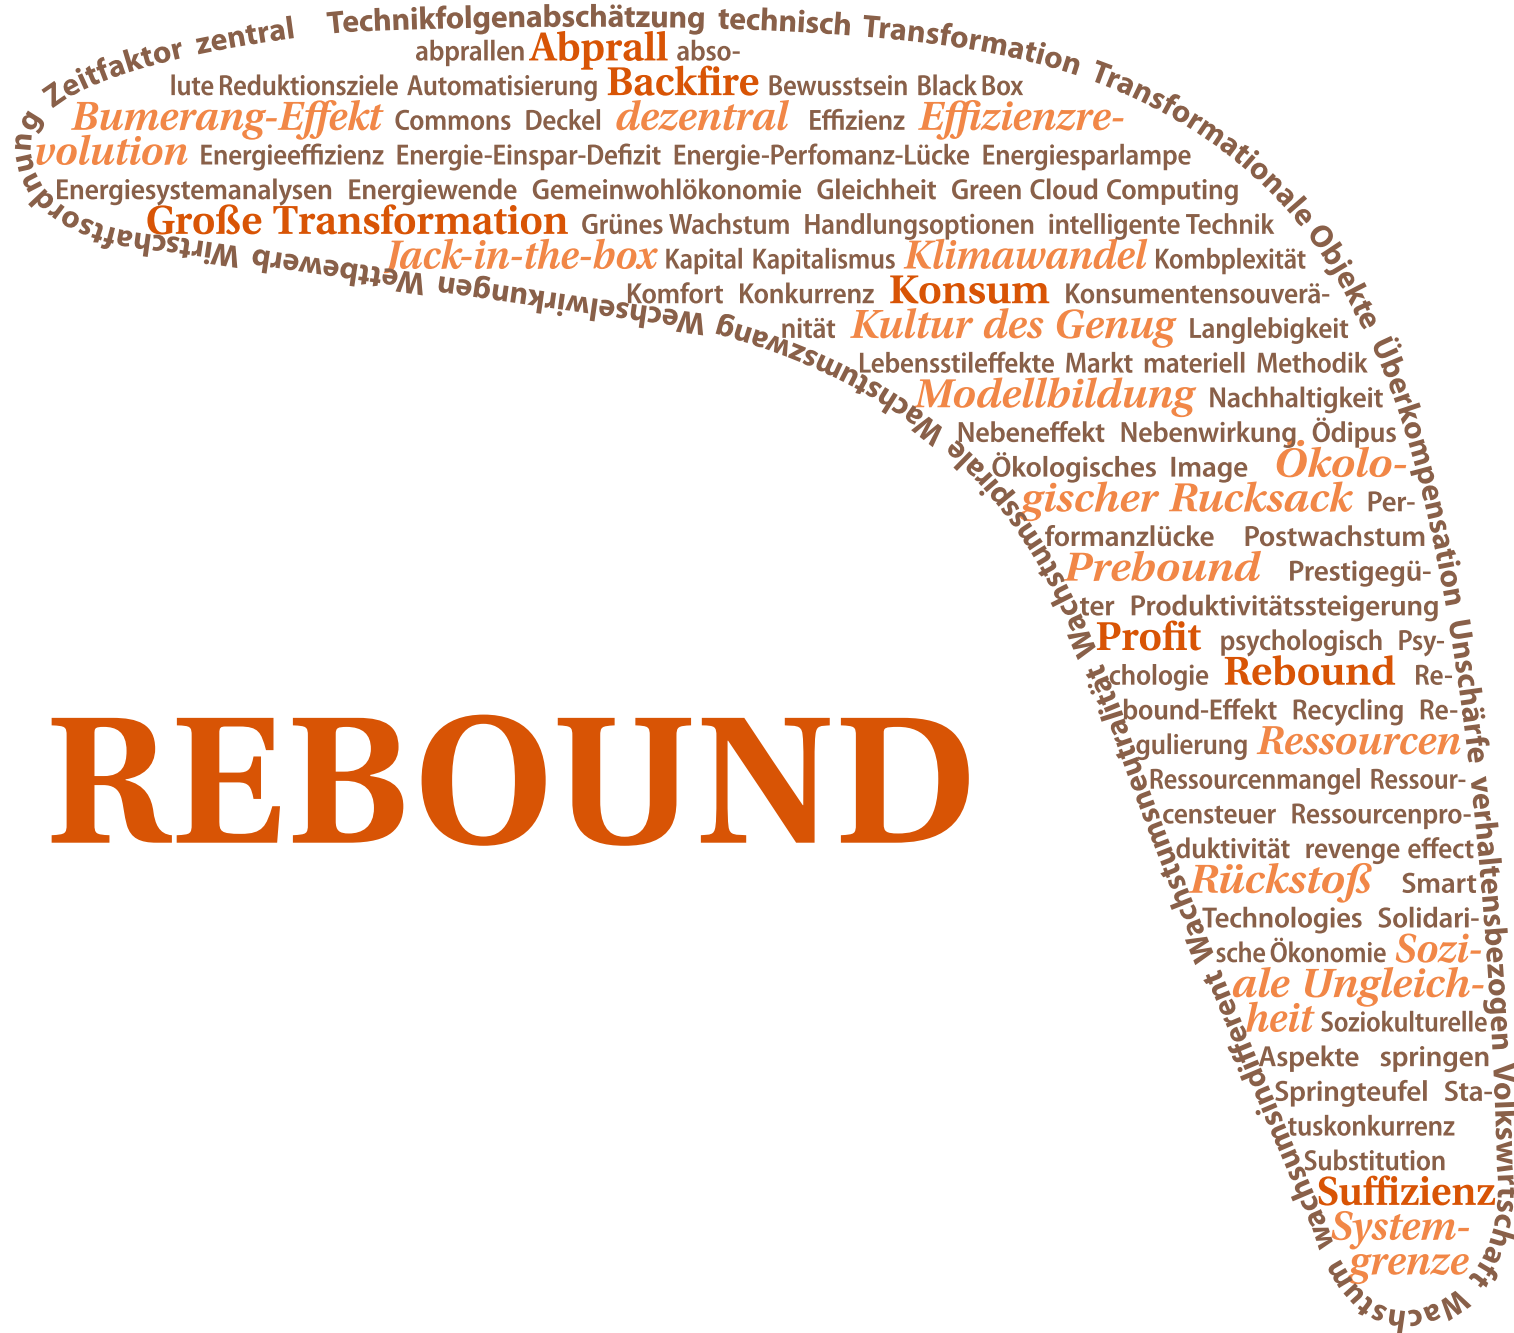 Technikfolgenabschätzung technisch Transformation Transformationale Objekte Überkompensation Unschärfe verhaltensbezogen Volkswirtschaft Wachstum wachsumsindifferent Wachstumsneutralität Wachstumsspirale Wachstumszwang Wechselwirkungen Wettbewerb Wirtschaftsordnung Zeitfaktor zentral
abprallen Abprall abso-
lute Reduktionsziele Automatisierung Backfire Bewusstsein Black Box
Bumerang-Effekt Commons Deckel dezentral Effizienz Effizienzre-
volution Energieeffizienz Energie-Einspar-Defizit Energie-Perfomanz-Lücke Energiesparlampe
Energiesystemanalysen Energiewende Gemeinwohlökonomie Gleichheit Green Cloud Computing
Große Transformation Grünes Wachstum Handlungsoptionen intelligente Technik
Jack-in-the-box Kapital Kapitalismus Klimawandel Kombplexität
Komfort Konkurrenz Konsum Konsumentensouverä-
nität Kultur des Genug Langlebigkeit
Lebensstileffekte Markt materiell Methodik
Modellbildung Nachhaltigkeit
Nebeneffekt Nebenwirkung Ödipus
Ökologisches Image Ökolo-
gischer Rucksack Per-
formanzlücke Postwachstum
Prebound Prestigegü-
ter Produktivitätssteigerung
Profit psychologisch Psy-
chologie Rebound Re-
bound-Effekt Recycling Re-
gulierung Ressourcen
Ressourcenmangel Ressour-
censteuer Ressourcenpro-
duktivität revenge effect
Rückstoß Smart
Technologies Solidari-
sche Ökonomie Sozi-
ale Ungleich-
heit Soziokulturelle
Aspekte springen
Springteufel Sta-
tuskonkurrenz
Substitution
Suffizienz
System-
grenze
REBOUND